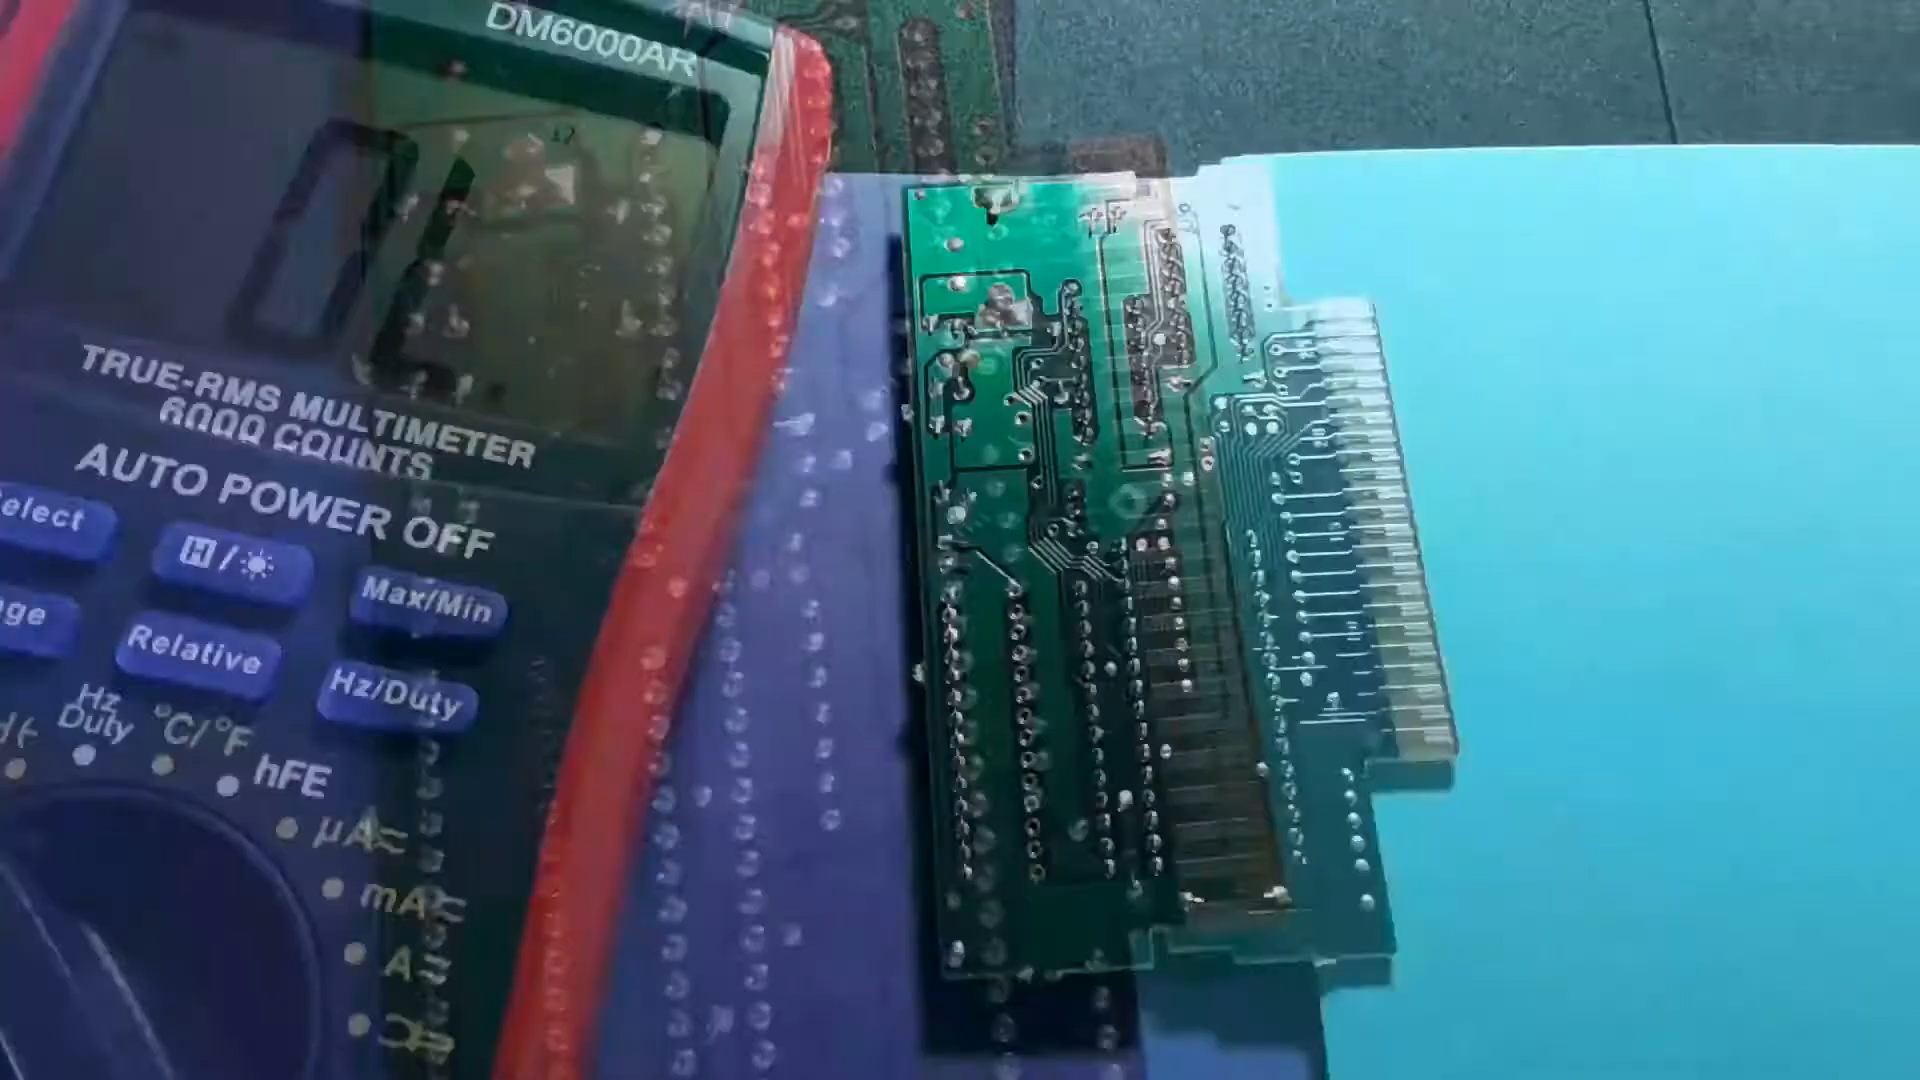 DM6000AR
0L.
TRUE-RMS MULTIMETER
6000 COUNTS
AUTO POWER OFF
elect
H /
Max/Min
ge
Relative
Hz/Duty
Hz
Duty
°C/°F
hFE
µA
mA
A